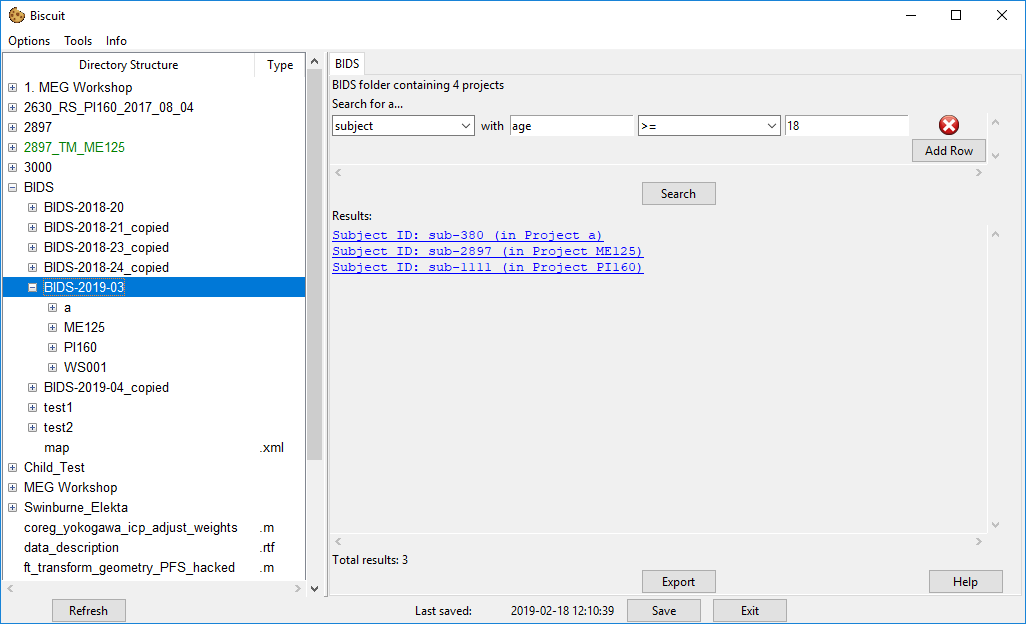 Biscuit
Options Tools Info
Directory Structure Type
1. MEG Workshop
2630_RS_PI160_2017_08_04
2897
2897_TM_ME125
3000
BIDS
BIDS-2018-20
BIDS-2018-21_copied
BIDS-2018-23_copied
BIDS-2018-24_copied
BIDS-2019-03
a
ME125
PI160
WS001
BIDS-2019-04_copied
test1
test2
map .xml
Child_Test
MEG Workshop
Swinburne_Elekta
coreg_yokogawa_icp_adjust_weights .m
data_description .rtf
ft_transform_geometry_PFS_hacked .m
Refresh
BIDS
BIDS folder containing 4 projects
Search for a...
subject with age >= 18
Add Row
Search
Results:
Subject ID: sub-380 (in Project a)
Subject ID: sub-2897 (in Project ME125)
Subject ID: sub-1111 (in Project PI160)
Total results: 3
Export Help
Last saved: 2019-02-18 12:10:39 Save Exit